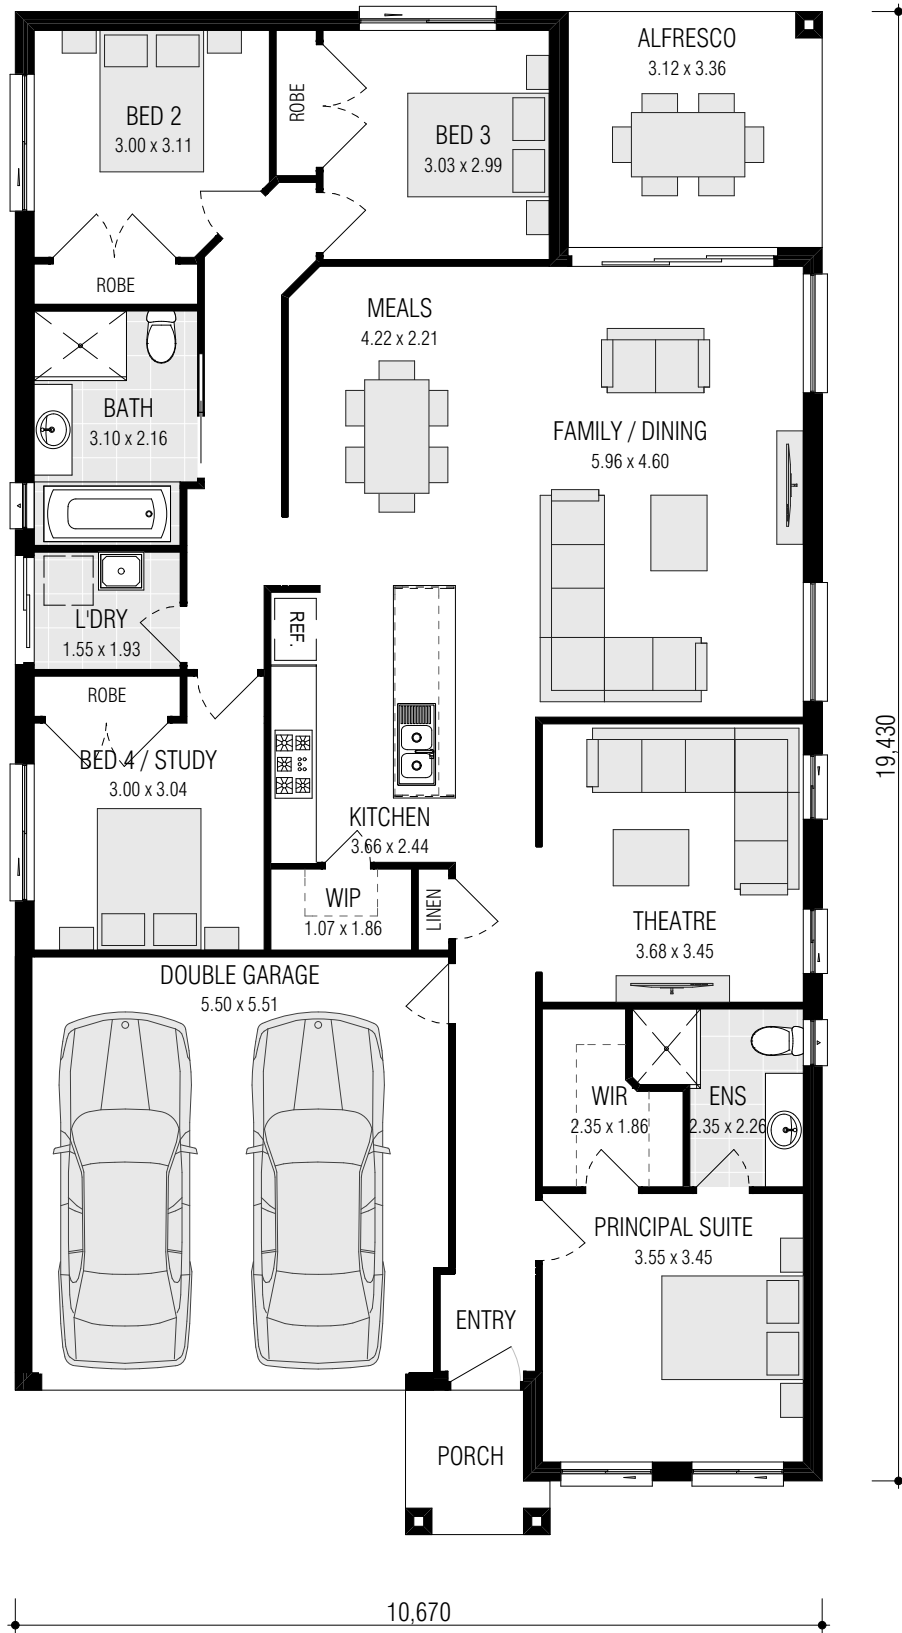 ALFRESCO
3.12 x 3.36
BED 2
3.00 x 3.11
ROBE
BED 3
3.03 x 2.99
ROBE
MEALS
4.22 x 2.21
BATH
3.10 x 2.16
FAMILY / DINING
5.96 x 4.60
L'DRY
1.55 x 1.93
REF.
ROBE
BED 4 / STUDY
3.00 x 3.04
KITCHEN
3.66 x 2.44
WIP
1.07 x 1.86
LINEN
THEATRE
3.68 x 3.45
DOUBLE GARAGE
5.50 x 5.51
WIR
2.35 x 1.86
ENS
2.35 x 2.26
PRINCIPAL SUITE
3.55 x 3.45
ENTRY
PORCH
19,430
10,670